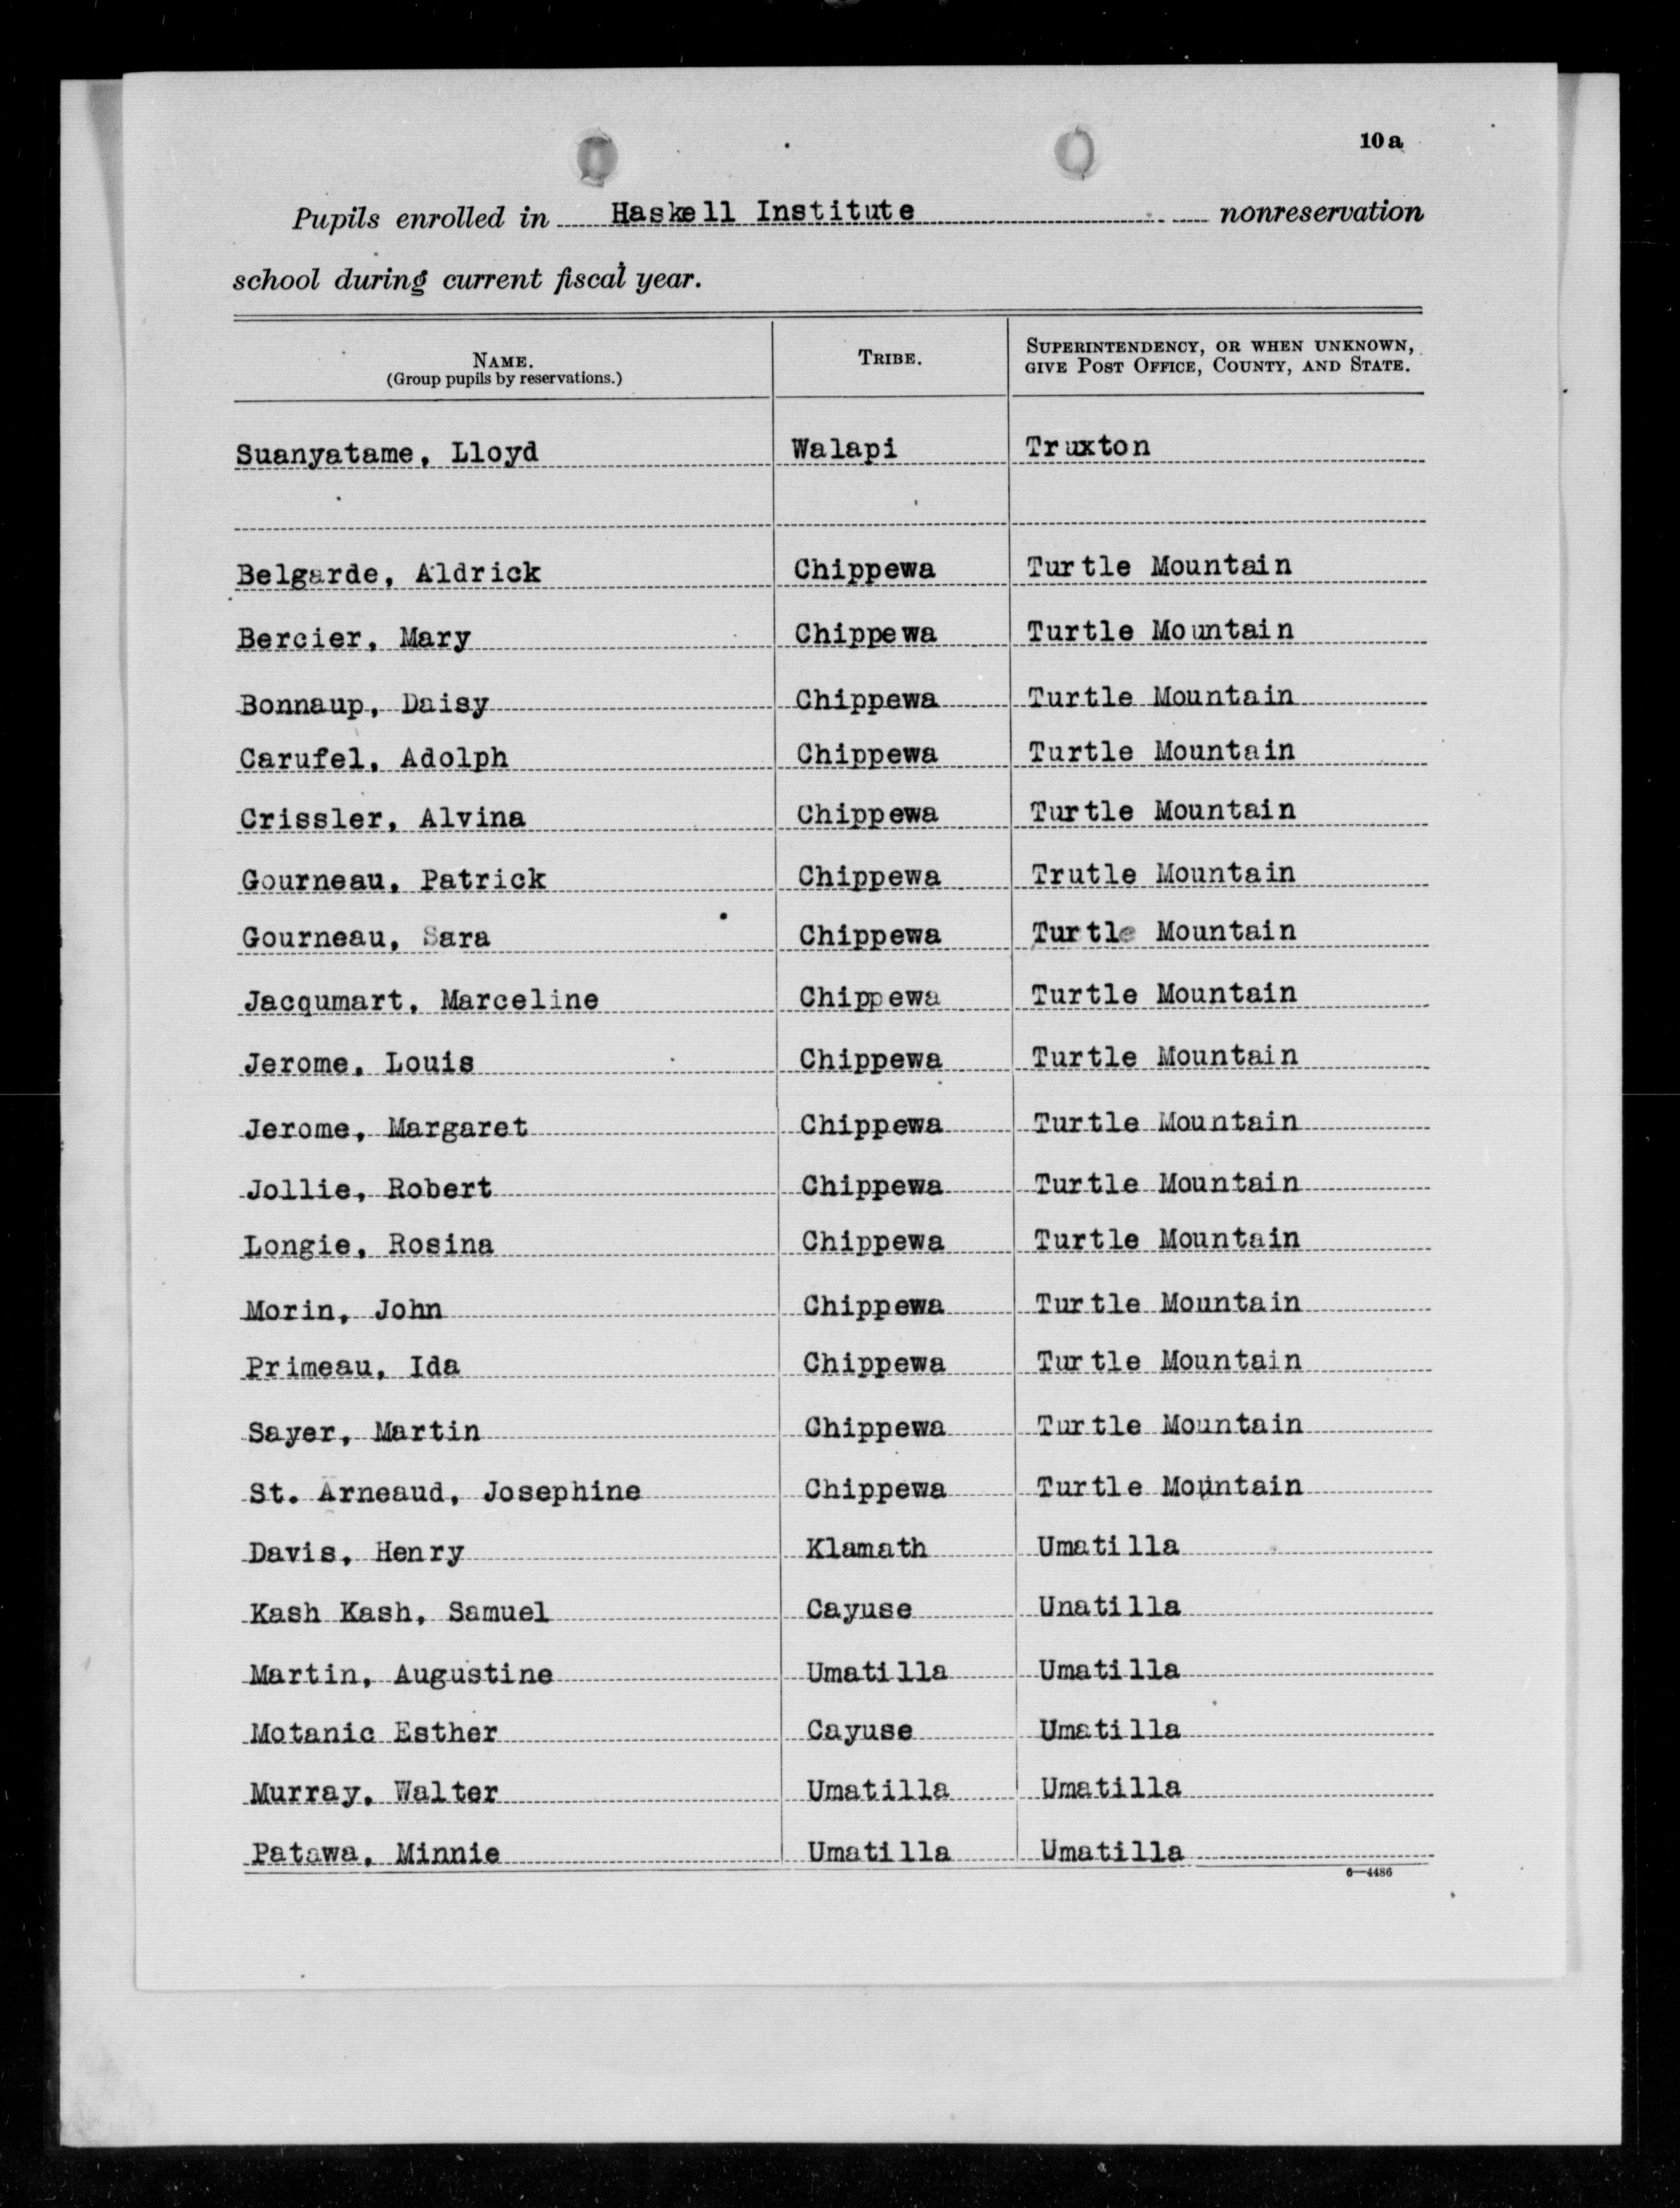 10a
Pupils enrolled in Haskell Institute nonreservation
school during current fiscal year.
NAME. (Group pupils by reservations.) TRIBE. SUPERINTENDENCY, OR WHEN UNKNOWN, GIVE POST OFFICE, COUNTY, AND STATE.
Suanyatame, Lloyd Walapi Truxton
Belgarde, Aldrick Chippewa Turtle Mountain
Bercier, Mary Chippewa Turtle Mountain
Bonnaup, Daisy Chippewa Turtle Mountain
Carufel, Adolph Chippewa Turtle Mountain
Crissler, Alvina Chippewa Turtle Mountain
Gourneau, Patrick Chippewa Trutle Mountain
Gourneau, Sara Chippewa Turtle Mountain
Jacqumart, Marceline Chippewa Turtle Mountain
Jerome, Louis Chippewa Turtle Mountain
Jerome, Margaret Chippewa Turtle Mountain
Jollie, Robert Chippewa Turtle Mountain
Longie, Rosina Chippewa Turtle Mountain
Morin, John Chippewa Turtle Mountain
Primeau, Ida Chippewa Turtle Mountain
Sayer, Martin Chippewa Turtle Mountain
St. Arneaud, Josephine Chippewa Turtle Mountain
Davis, Henry Klamath Umatilla
Kash Kash, Samuel Cayuse Unatilla
Martin, Augustine Umatilla Umatilla
Motanic Esther Cayuse Umatilla
Murray, Walter Umatilla Umatilla
Patawa, Minnie Umatilla Umatilla
6—4486